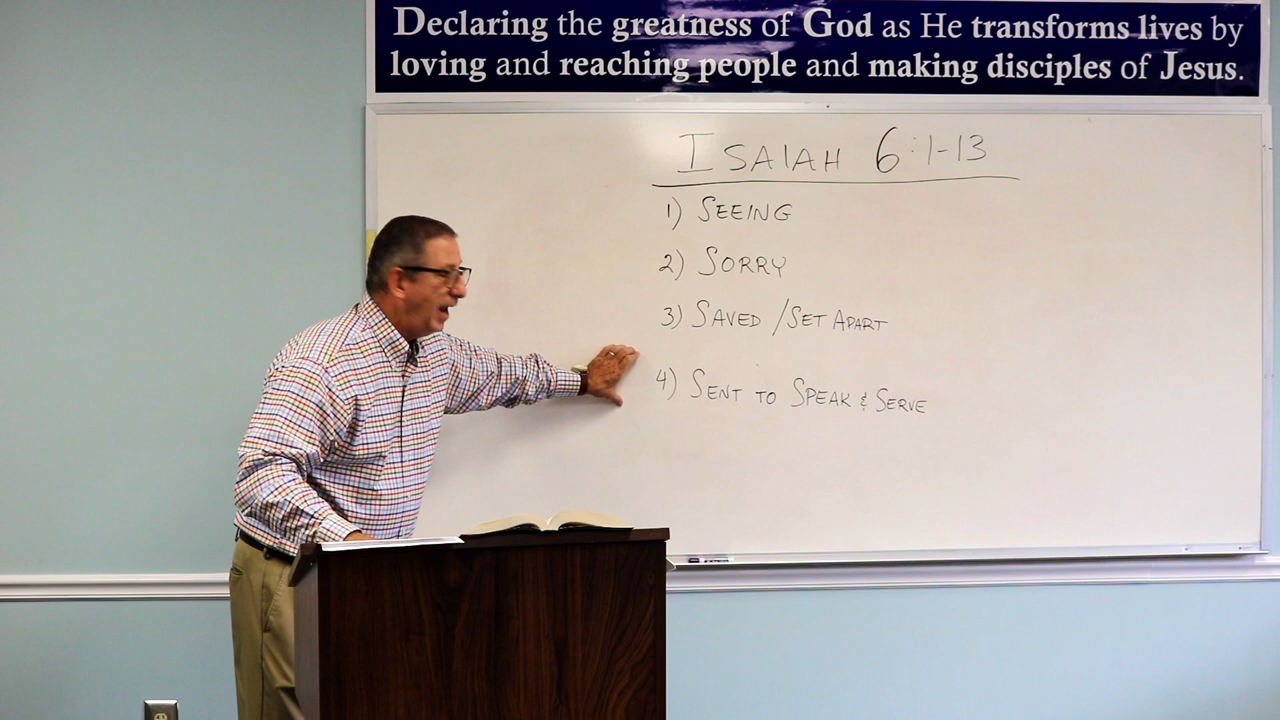 Declaring the greatness of God as He transforms lives by
loving and reaching people and making disciples of Jesus.
ISAIAH 6:1-13
1) SEEING
2) SORRY
3) SAVED /SET APART
4) SENT TO SPEAK & SERVE